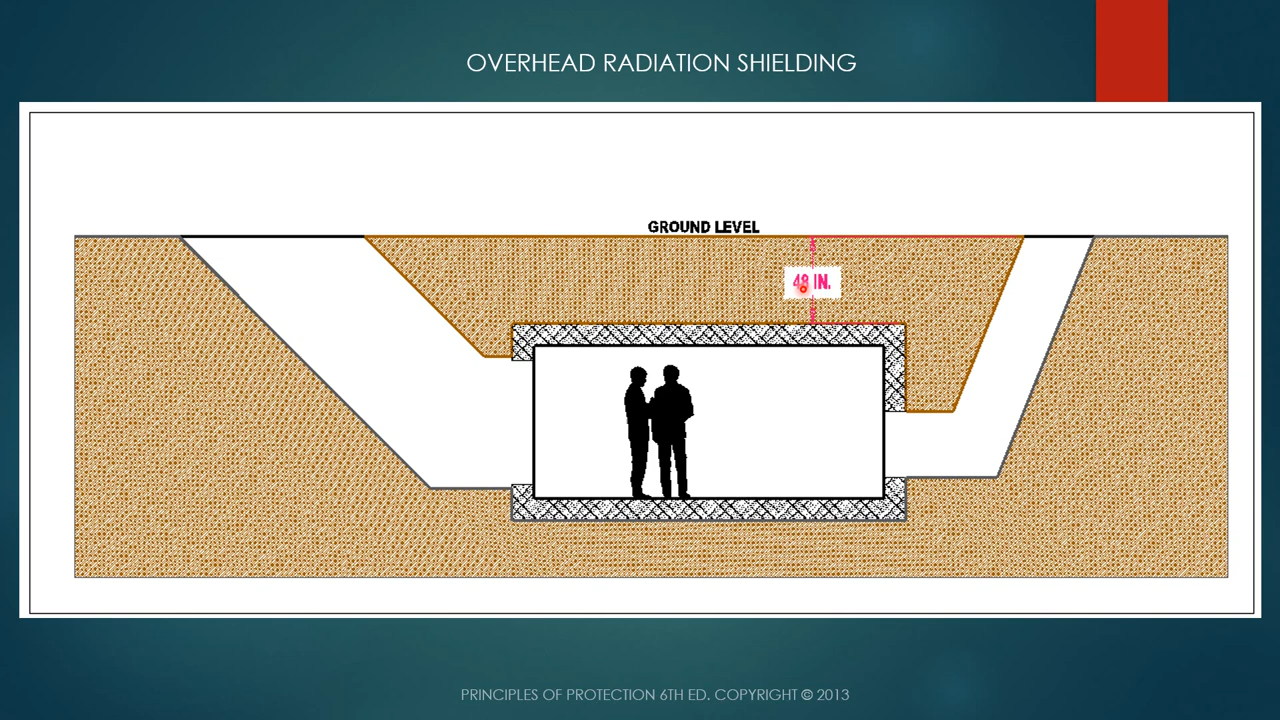 OVERHEAD RADIATION SHIELDING
GROUND LEVEL
48 IN.
PRINCIPLES OF PROTECTION 6TH ED. COPYRIGHT © 2013